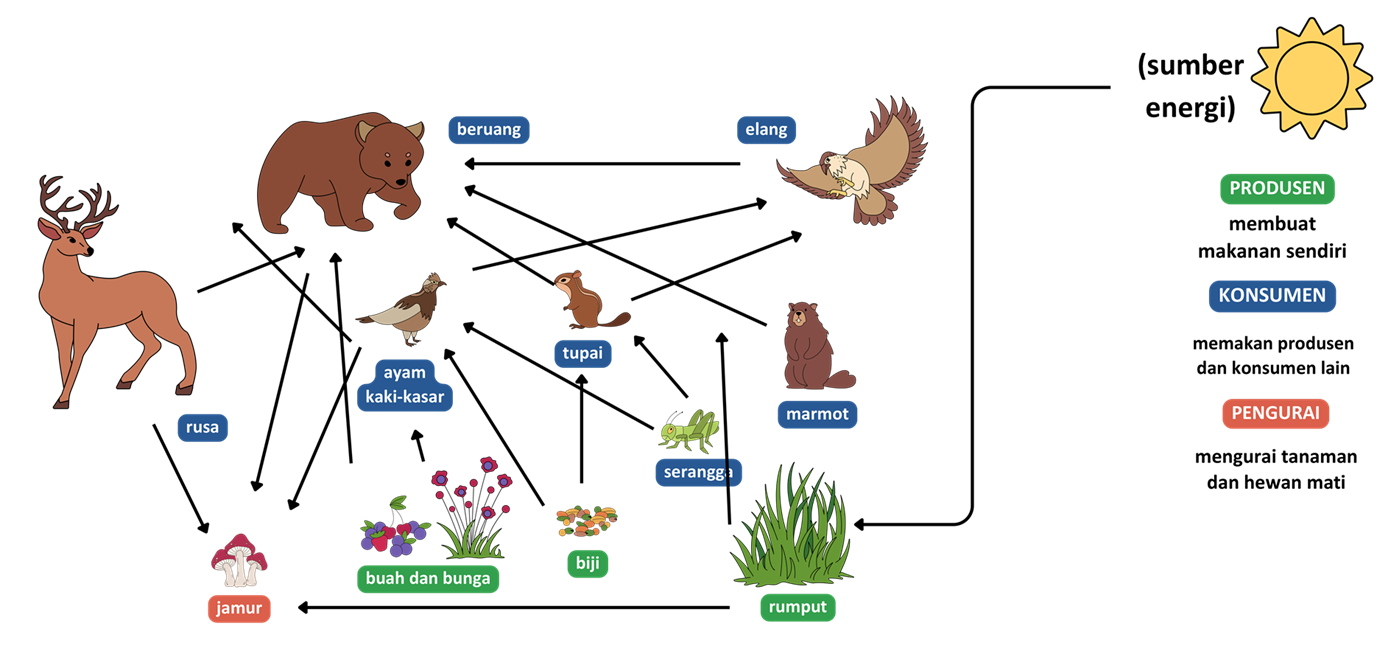 (sumber
energi)
beruang
elang
PRODUSEN
membuat
makanan sendiri
KONSUMEN
memakan produsen
dan konsumen lain
tupai
ayam
kaki-kasar
marmot
PENGURAI
mengurai tanaman
dan hewan mati
rusa
serangga
biji
buah dan bunga
jamur
rumput